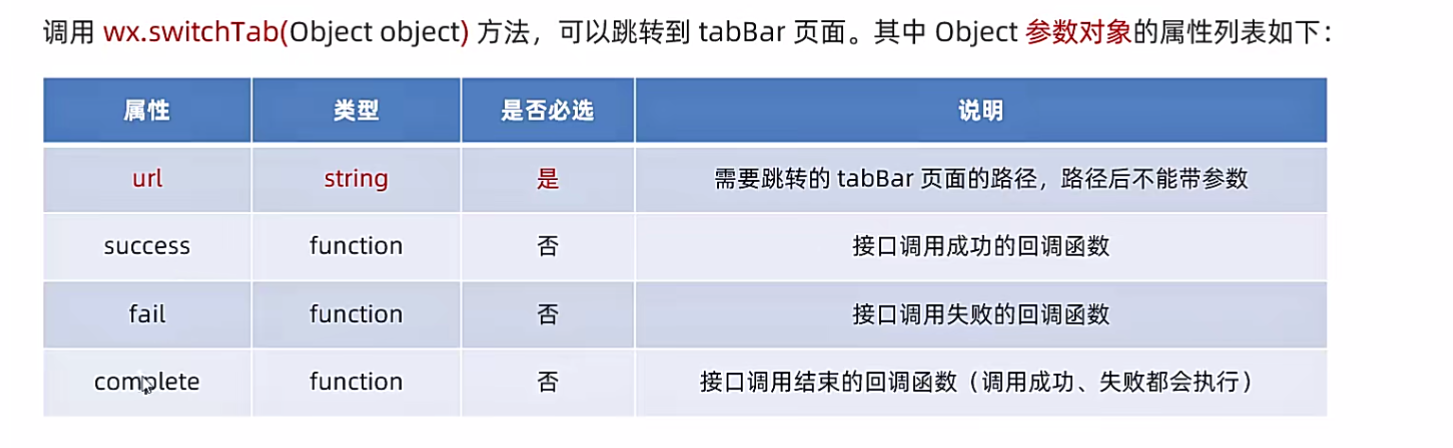 调用 wx.switchTab(Object object) 方法，可以跳转到 tabBar 页面。其中 Object 参数对象的属性列表如下：
属性 类型 是否必选 说明
url string 是 需要跳转的 tabBar 页面的路径，路径后不能带参数
success function 否 接口调用成功的回调函数
fail function 否 接口调用失败的回调函数
complete function 否 接口调用结束的回调函数（调用成功、失败都会执行）